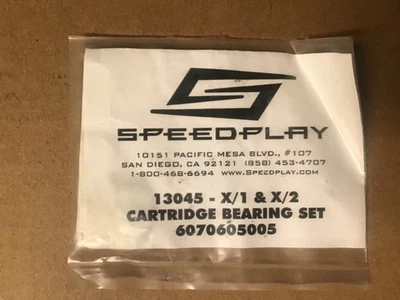 SPEEDPLAY
10151 PACIFIC MESA BLVD., #107
SAN DIEGO, CA 92121 (858) 453-4707
1-800-468-6694 WWW.SPEEDPLAY.COM
13045 - X/1 & X/2
CARTRIDGE BEARING SET
6070605005